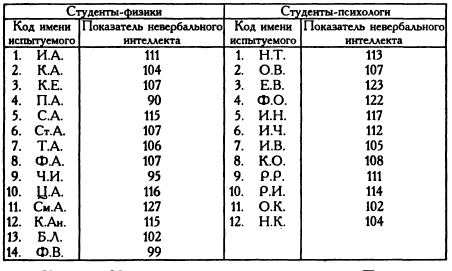 Студенты-физики Студенты-психологи
Код имени испытуемого Показатель невербального интеллекта Код имени испытуемого Показатель невербального интеллекта
1. И.А. 111 1. Н.Т. 113
2. К.А. 104 2. О.В. 107
3. К.Е. 107 3. Е.В. 123
4. П.А. 90 4. Ф.О. 122
5. С.А. 115 5. И.Н. 117
6. Ст.А. 107 6. И.Ч. 112
7. Т.А. 106 7. И.В. 105
8. Ф.А. 107 8. К.О. 108
9. Ч.И. 95 9. Р.Р. 111
10. Ц.А. 116 10. Р.И. 114
11. См.А. 127 11. О.К. 102
12. К.Ан. 115 12. Н.К. 104
13. Б.Л. 102
14. Ф.В. 99